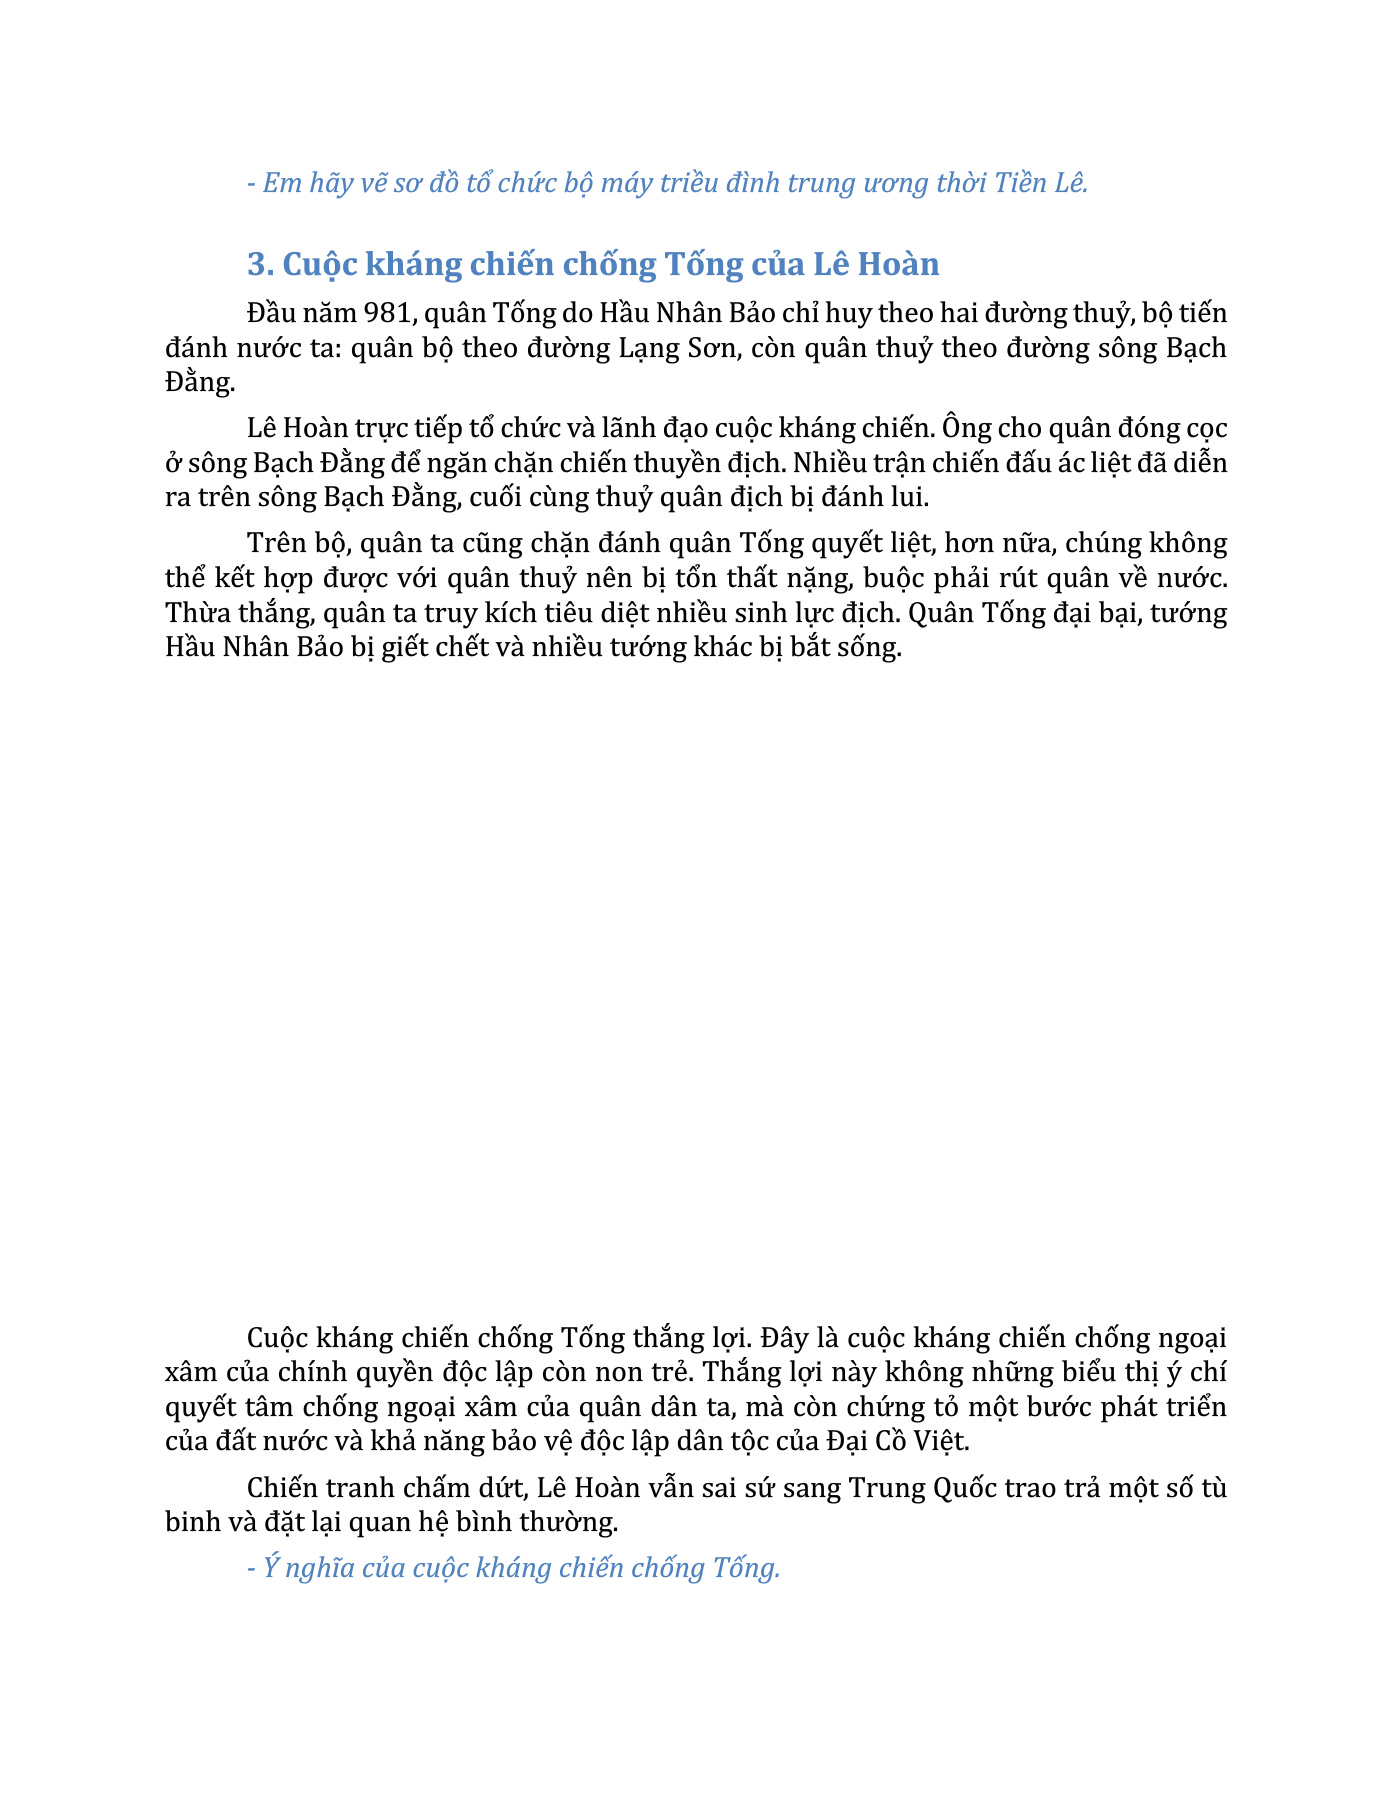 - Em hãy vẽ sơ đồ tổ chức bộ máy triều đình trung ương thời Tiền Lê.
3. Cuộc kháng chiến chống Tống của Lê Hoàn
Đầu năm 981, quân Tống do Hầu Nhân Bảo chỉ huy theo hai đường thuỷ, bộ tiến
đánh nước ta: quân bộ theo đường Lạng Sơn, còn quân thuỷ theo đường sông Bạch
Đằng.
Lê Hoàn trực tiếp tổ chức và lãnh đạo cuộc kháng chiến. Ông cho quân đóng cọc
ở sông Bạch Đằng để ngăn chặn chiến thuyền địch. Nhiều trận chiến đấu ác liệt đã diễn
ra trên sông Bạch Đằng, cuối cùng thuỷ quân địch bị đánh lui.
Trên bộ, quân ta cũng chặn đánh quân Tống quyết liệt, hơn nữa, chúng không
thể kết hợp được với quân thuỷ nên bị tổn thất nặng, buộc phải rút quân về nước.
Thừa thắng, quân ta truy kích tiêu diệt nhiều sinh lực địch. Quân Tống đại bại, tướng
Hầu Nhân Bảo bị giết chết và nhiều tướng khác bị bắt sống.
Cuộc kháng chiến chống Tống thắng lợi. Đây là cuộc kháng chiến chống ngoại
xâm của chính quyền độc lập còn non trẻ. Thắng lợi này không những biểu thị ý chí
quyết tâm chống ngoại xâm của quân dân ta, mà còn chứng tỏ một bước phát triển
của đất nước và khả năng bảo vệ độc lập dân tộc của Đại Cồ Việt.
Chiến tranh chấm dứt, Lê Hoàn vẫn sai sứ sang Trung Quốc trao trả một số tù
binh và đặt lại quan hệ bình thường.
- Ý nghĩa của cuộc kháng chiến chống Tống.